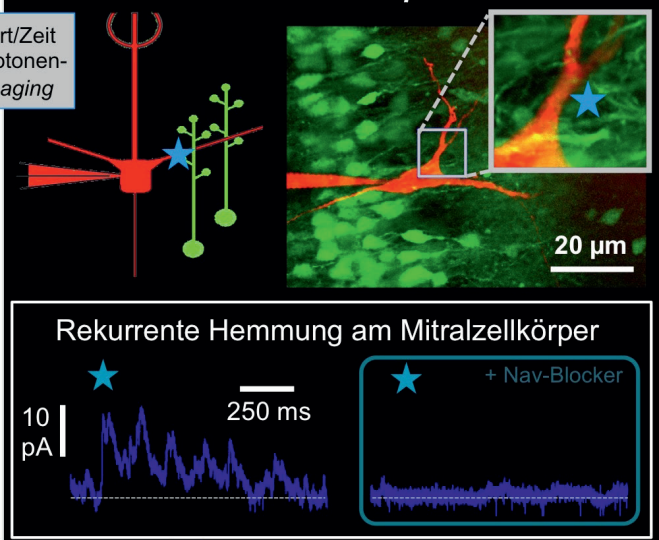 rt/Zeit
otonen-
aging
20 µm
Rekurrente Hemmung am Mitralzellkörper
+ Nav-Blocker
250 ms
10
pA